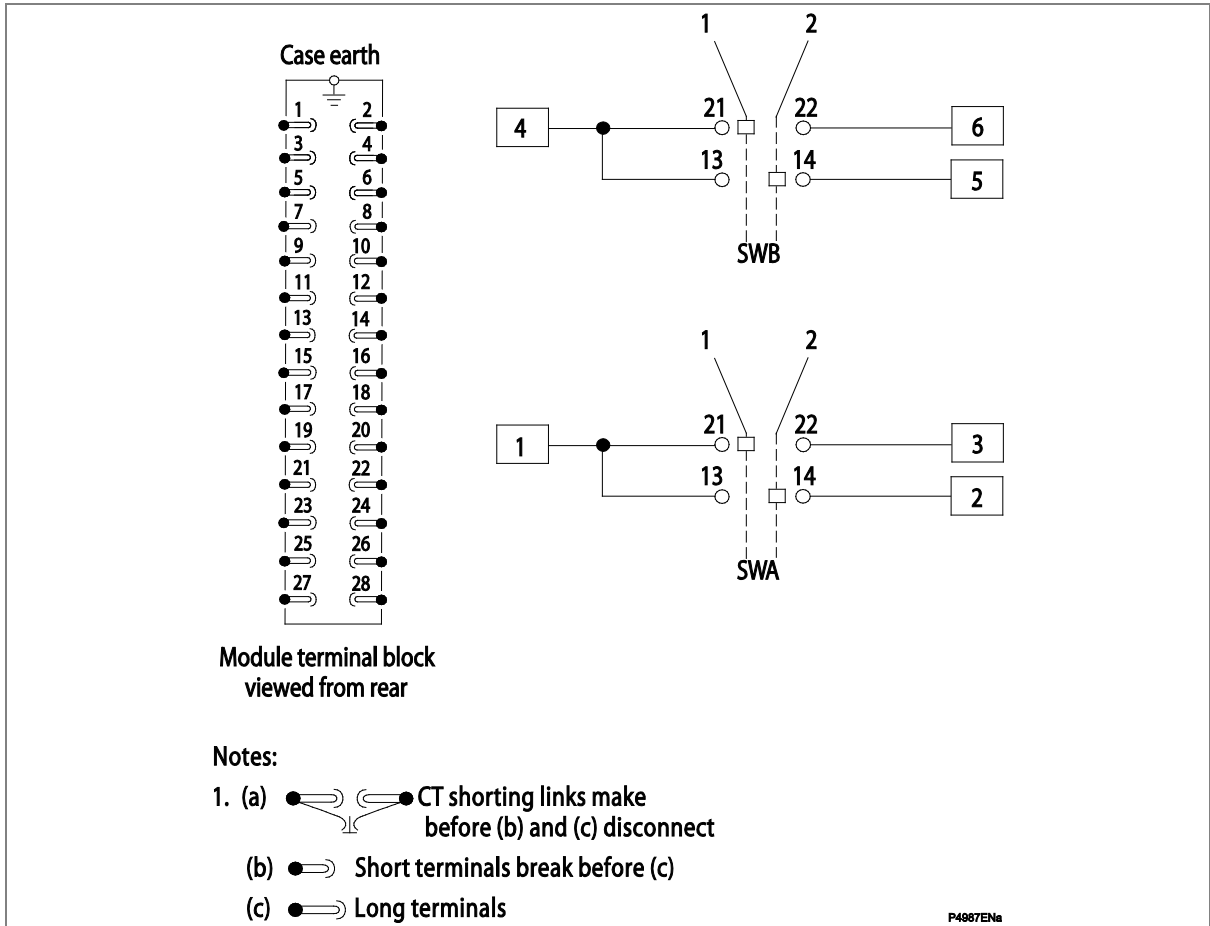 Case earth
1 2
3 4
5 6
7 8
9 10
11 12
13 14
15 16
17 18
19 20
21 22
23 24
25 26
27 28
Module terminal block
viewed from rear
1 2
4 21 22 6
13 14 5
SWB
1 2
1 21 22 3
13 14 2
SWA
Notes:
1. (a) CT shorting links make
before (b) and (c) disconnect
(b) Short terminals break before (c)
(c) Long terminals
P4987ENa